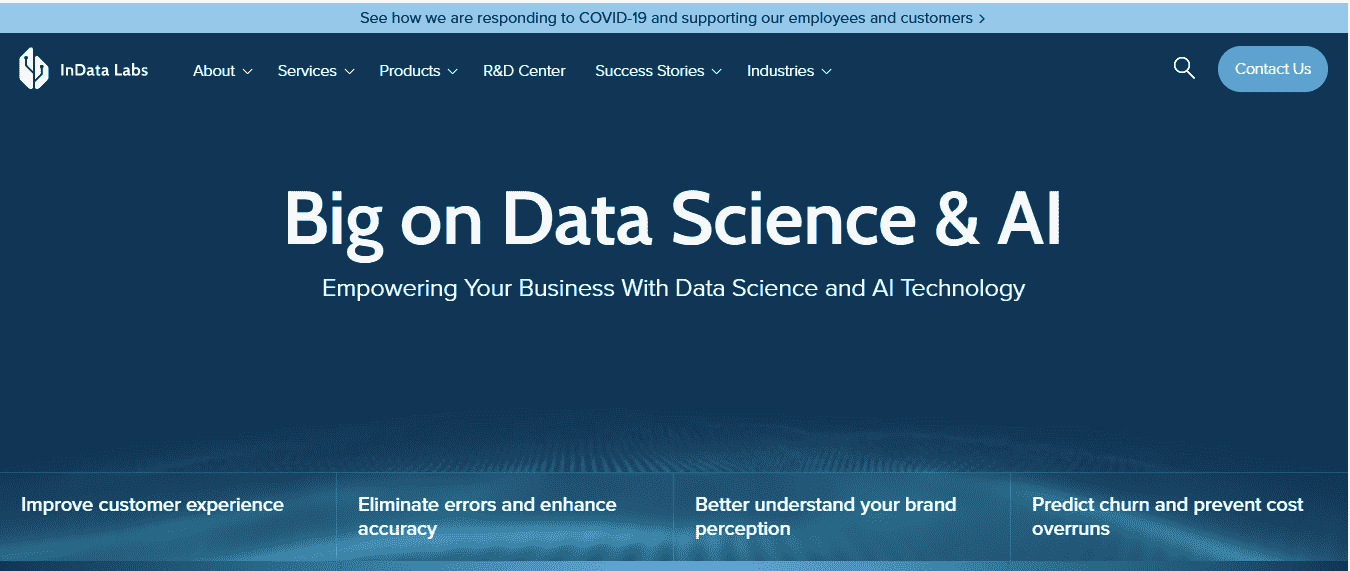 See how we are responding to COVID-19 and supporting our employees and customers >
InData Labs
About
Services
Products
R&D Center
Success Stories
Industries
Contact Us
Big on Data Science & AI
Empowering Your Business With Data Science and AI Technology
Improve customer experience
Eliminate errors and enhance
accuracy
Better understand your brand
perception
Predict churn and prevent cost
overruns